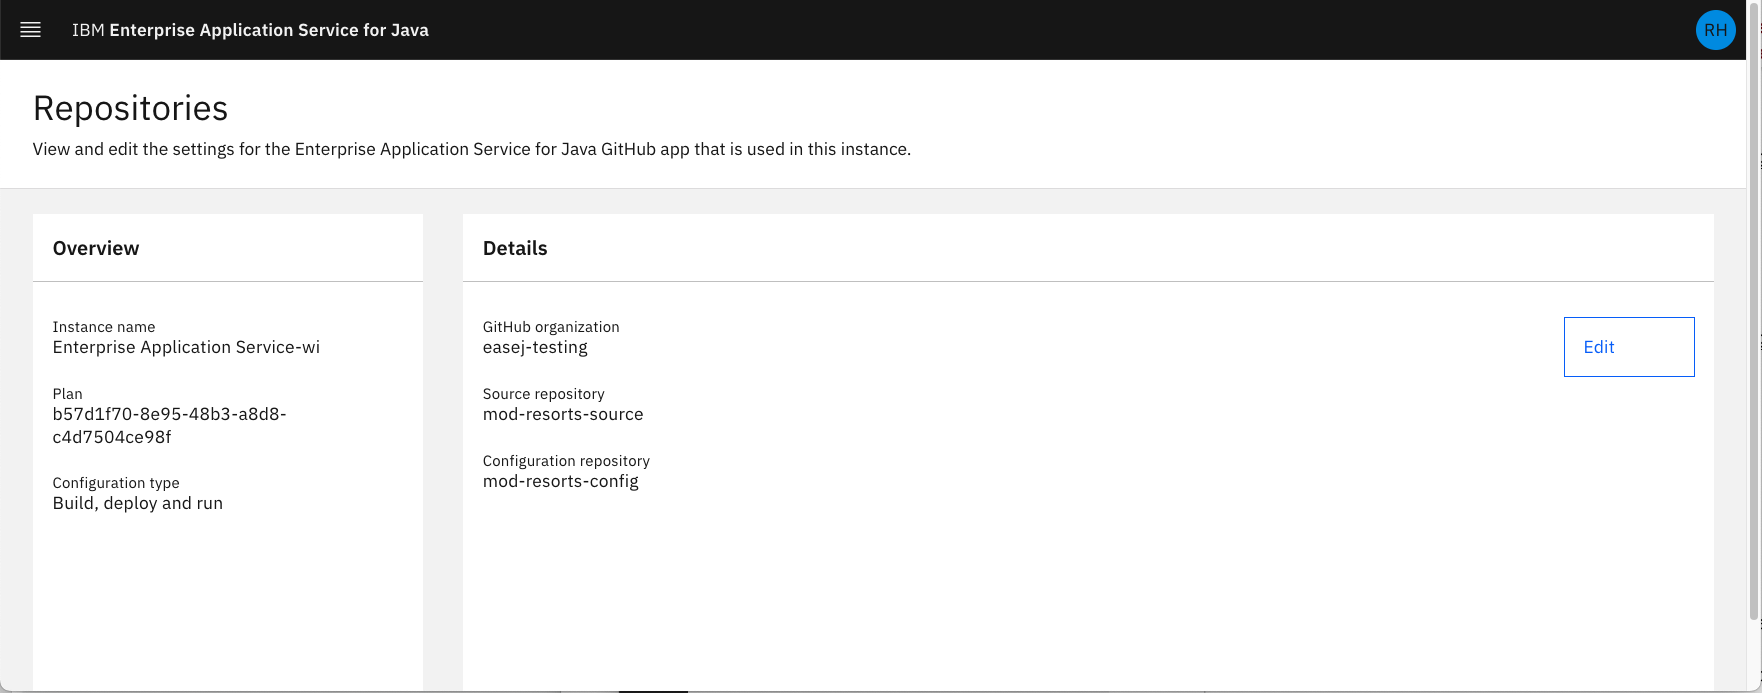 IBM Enterprise Application Service for Java
RH
Repositories
View and edit the settings for the Enterprise Application Service for Java GitHub app that is used in this instance.
Overview
Instance name
Enterprise Application Service-wi
Plan
b57d1f70-8e95-48b3-a8d8-
c4d7504ce98f
Configuration type
Build, deploy and run
Details
GitHub organization
easej-testing
Edit
Source repository
mod-resorts-source
Configuration repository
mod-resorts-config